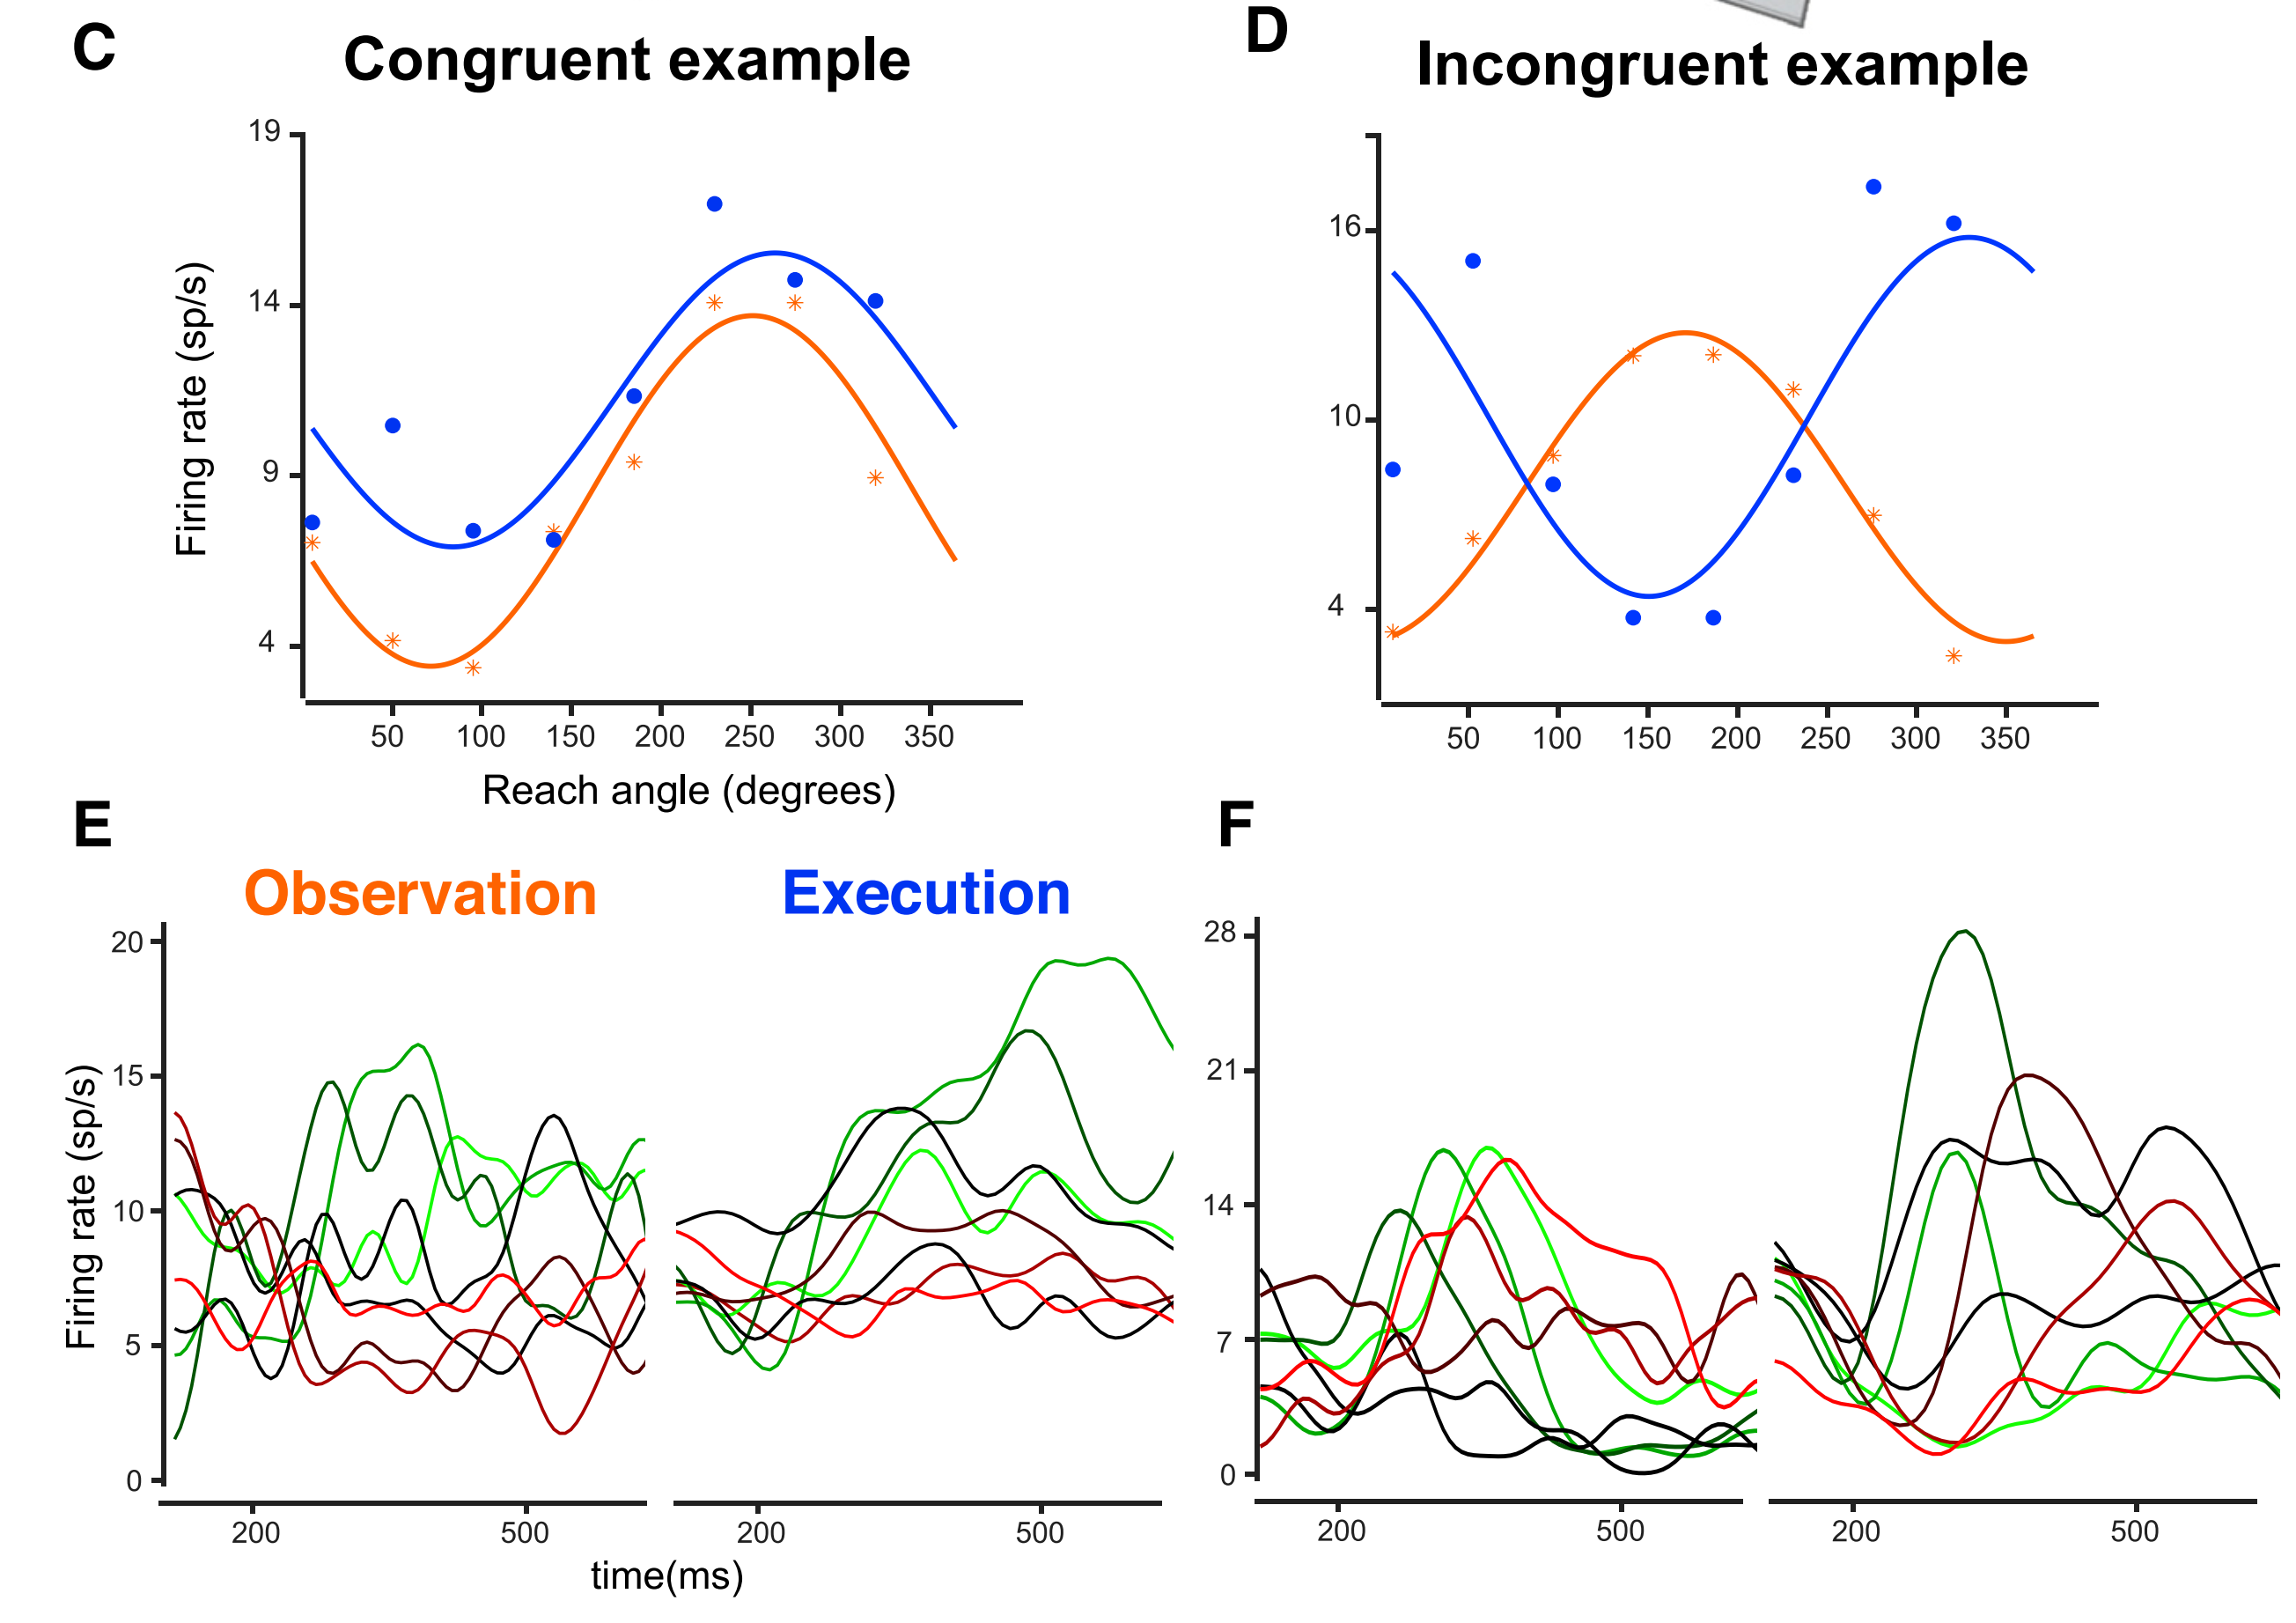 C
Congruent example
D
Incongruent example
19
14
9
4
Firing rate (sp/s)
50 100 150 200 250 300 350
Reach angle (degrees)
16
10
4
50 100 150 200 250 300 350
E
Observation
Execution
20
15
10
5
0
Firing rate (sp/s)
200 500 200 500
time(ms)
F
28
21
14
7
0
200 500 200 500